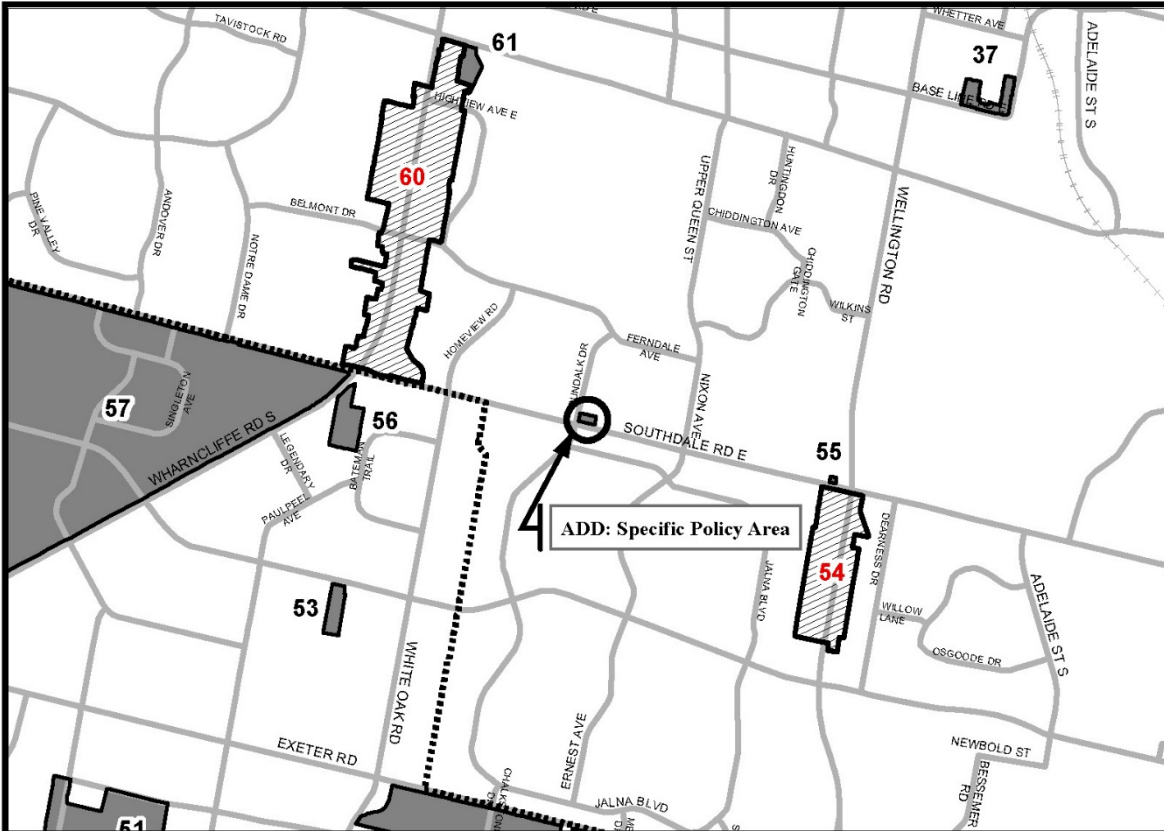 TAVISTOCK RD
61
WHETTER AVE
37
BASE LINE RD E
ADELAIDE ST S
HIGHVIEW AVE E
60
PINE VALLEY
DR
ANDOVER DR
BELMONT DR
NOTRE DAME DR
UPPER QUEEN ST
HUNTINGDON
DR
CHIDDINGTON AVE
CHIDDINGTON
GATE
WELLINGTON RD
WILKINS
ST
HOMEVIEW RD
FERNDALE
AVE
57
SINGLETON
AVE
WHARNCLIFFE RD S
56
LEGENDARY
DR
BATEMAN
TRAIL
PAULPEEL
AVE
NIXON AVE
SOUTHDALE RD E
55
ADD: Specific Policy Area
54
DEARNESS DR
JALNA BLVD
WILLOW
LANE
OSGOODE DR
ADELAIDE ST S
53
WHITE OAK RD
EXETER RD
ERNEST AVE
NEWBOLD ST
BESSEMER
RD
JALNA BLVD
51